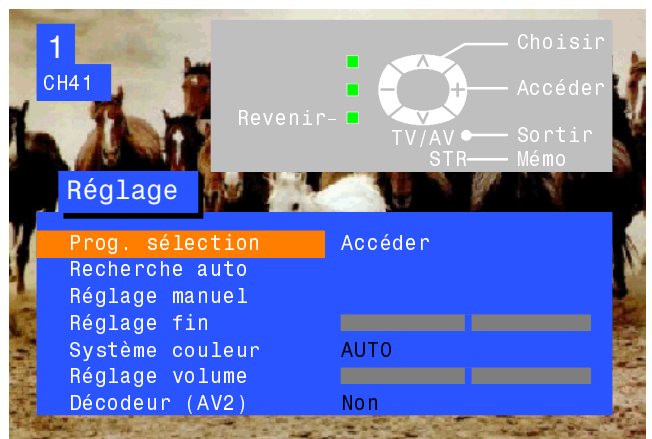 1
CH41
Choisir
Accéder
Revenir-
TV/AV Sortir
STR Mémo
Réglage
Prog. sélection Accéder
Recherche auto
Réglage manuel
Réglage fin
Système couleur AUTO
Réglage volume
Décodeur (AV2) Non